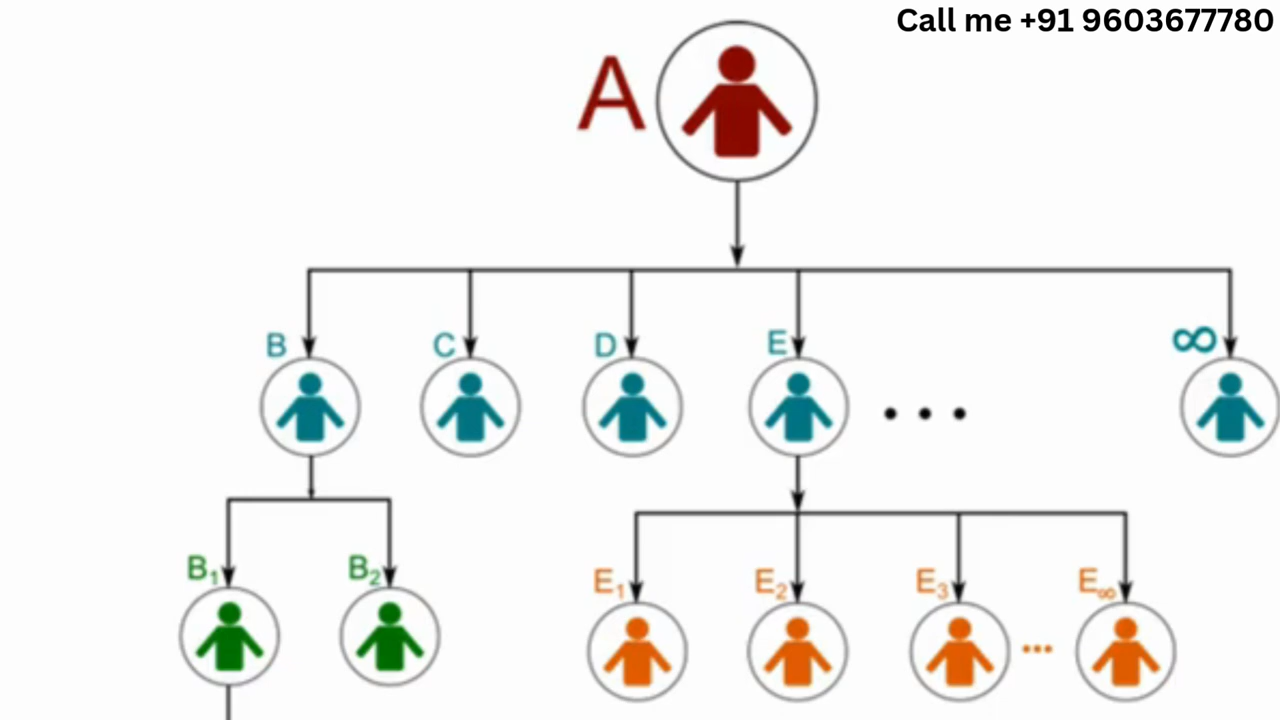 Call me +91 9603677780
A
B
C
D
E
∞
B₁
B₂
E₁
E₂
E₃
E∞